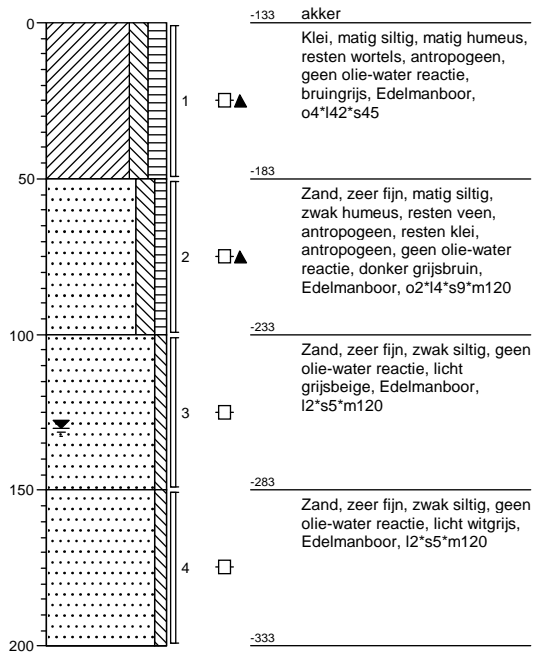 -133 akker
0
Klei, matig siltig, matig humeus,
resten wortels, antropogeen,
geen olie-water reactie,
bruingrijs, Edelmanboor,
o4*l42*s45
1
-183
50
Zand, zeer fijn, matig siltig,
zwak humeus, resten veen,
antropogeen, resten klei,
antropogeen, geen olie-water
reactie, donker grijsbruin,
Edelmanboor, o2*l4*s9*m120
2
-233
100
Zand, zeer fijn, zwak siltig, geen
olie-water reactie, licht
grijsbeige, Edelmanboor,
l2*s5*m120
3
-283
150
Zand, zeer fijn, zwak siltig, geen
olie-water reactie, licht witgrijs,
Edelmanboor, l2*s5*m120
4
-333
200